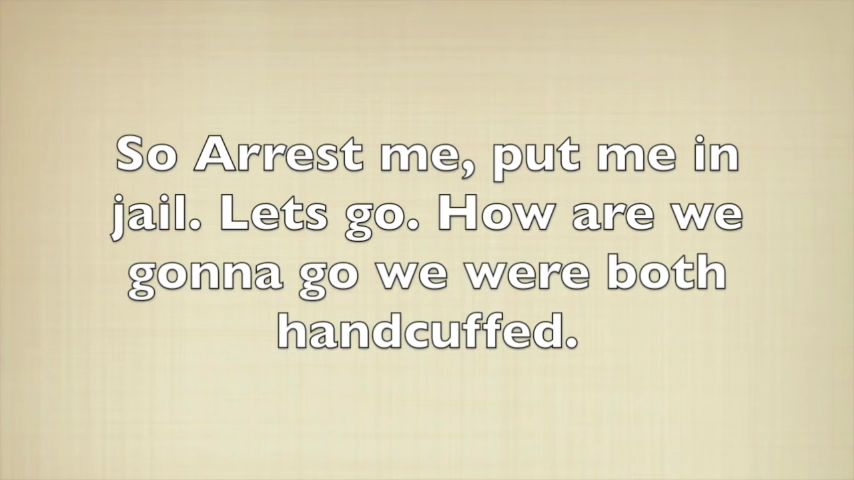 So Arrest me, put me in
jail. Lets go. How are we
gonna go we were both
handcuffed.